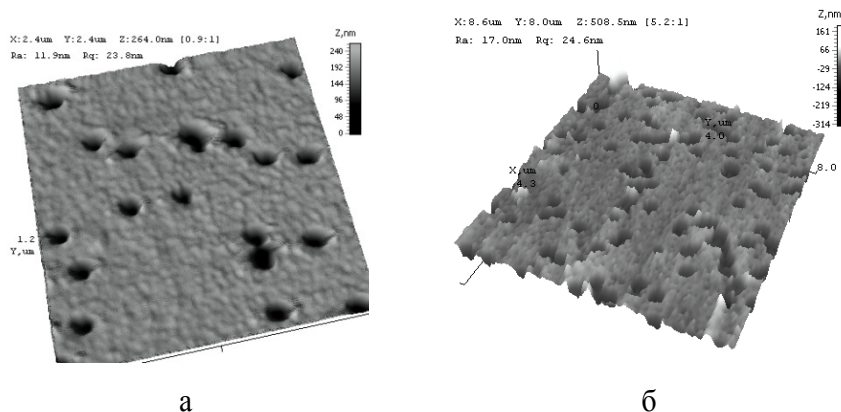 X:2.4um Y:2.4um Z:264.0nm [0.9:1]
Ra: 11.9nm Rq: 23.8nm
Z,nm
240
192
144
96
48
0
1.2
Y,um
X:8.6um Y:8.0um Z:508.5nm [5.2:1]
Ra: 17.0nm Rq: 24.6nm
Z,nm
161
66
-29
-124
-219
-314
0
Y,um
4.0
X,um
4.3
8.0
а
б